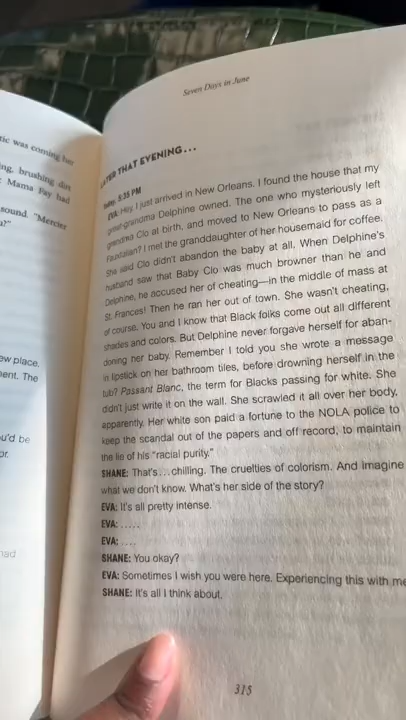 tic was coming her
ing, brushing dirt
Mama Fay had
sound. "Mercier
ew place.
ment. The
u'd be
or.
had
Seven Days in June
LATER THAT EVENING...
5:35 PM
EVA: Hey, I just arrived in New Orleans. I found the house that my
great-grandma Delphine owned. The one who mysteriously left
grandma Clo at birth, and moved to New Orleans to pass as a
I met the granddaughter of her housemaid for coffee.
She said Clo didn't abandon the baby at all. When Delphine's
husband saw that Baby Clo was much browner than he and
Delphine, he accused her of cheating—in the middle of mass at
St. Frances! Then he ran her out of town. She wasn't cheating,
of course. You and I know that Black folks come out all different
shades and colors. But Delphine never forgave herself for aban-
doning her baby. Remember I told you she wrote a message
in lipstick on her bathroom tiles, before drowning herself in the
tub? Passant Blanc, the term for Blacks passing for white. She
didn't just write it on the wall. She scrawled it all over her body,
apparently. Her white son paid a fortune to the NOLA police to
keep the scandal out of the papers and off record, to maintain
the lie of his "racial purity."
SHANE: That's...chilling. The cruelties of colorism. And imagine
what we don't know. What's her side of the story?
EVA: It's all pretty intense.
EVA: .....
EVA: ....
SHANE: You okay?
EVA: Sometimes I wish you were here. Experiencing this with me
SHANE: It's all I think about.
315